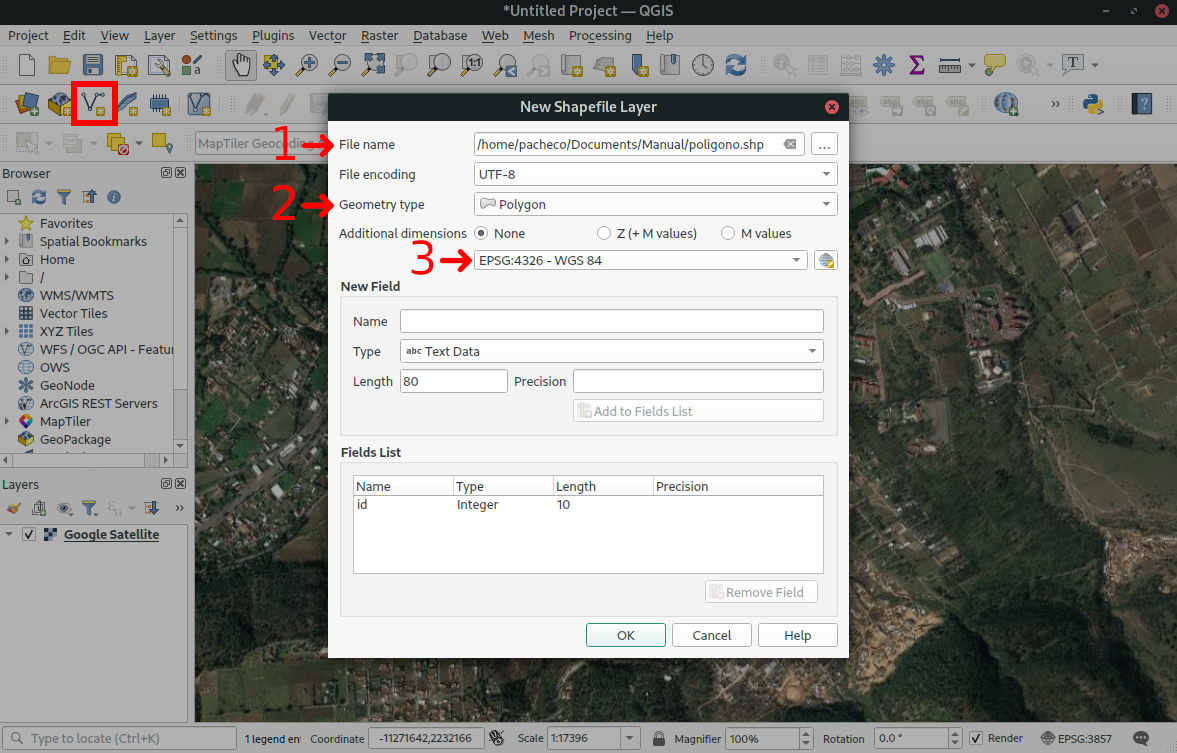 *Untitled Project — QGIS
Project Edit View Layer Settings Plugins Vector Raster Database Web Mesh Processing Help
1:1
a
T
abc
»
?
MapTiler Geocoding
New Shapefile Layer
1
File name
/home/pacheco/Documents/Manual/poligono.shp
...
File encoding
UTF-8
2
Geometry type
Polygon
Additional dimensions
None
Z (+ M values)
M values
3
EPSG:4326 - WGS 84
New Field
Name
Type
abc Text Data
Length
80
Precision
Add to Fields List
Fields List
Name Type Length Precision
id Integer 10
Remove Field
OK
Cancel
Help
Browser
Favorites
Spatial Bookmarks
Home
/
WMS/WMTS
Vector Tiles
XYZ Tiles
WFS / OGC API - Featu
OWS
GeoNode
ArcGIS REST Servers
MapTiler
GeoPackage
Layers
»
Google Satellite
Type to locate (Ctrl+K)
1 legend en
Coordinate
-11271642,2232166
Scale
1:17396
Magnifier
100%
Rotation
0.0 °
Render
EPSG:3857